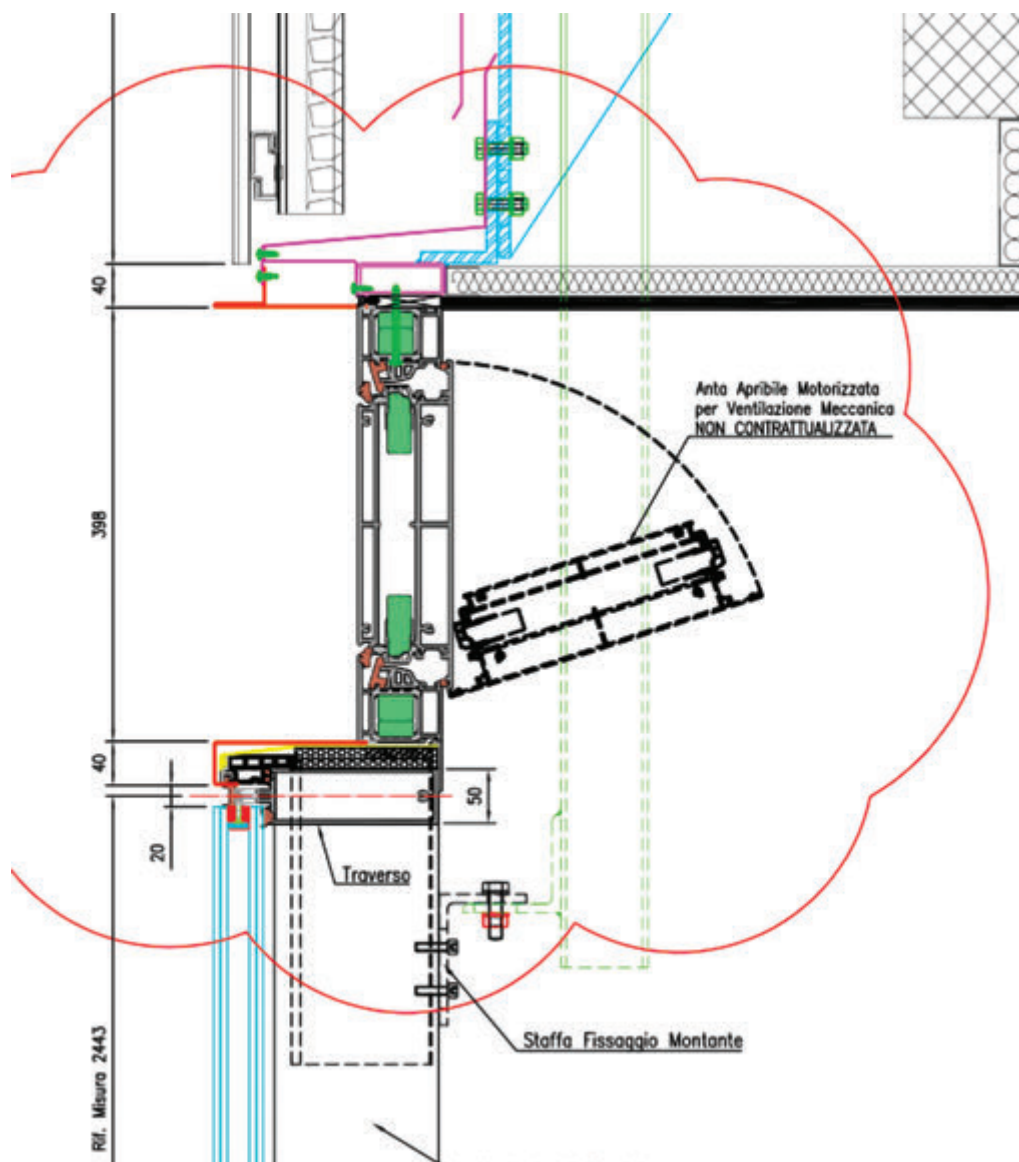 40
Anta Apribile Motorizzata
per Ventilazione Meccanica
NON CONTRATTUALIZZATA
398
40
50
20
Traverso
Staffa Fissaggio Montante
Rif. Misura 2443